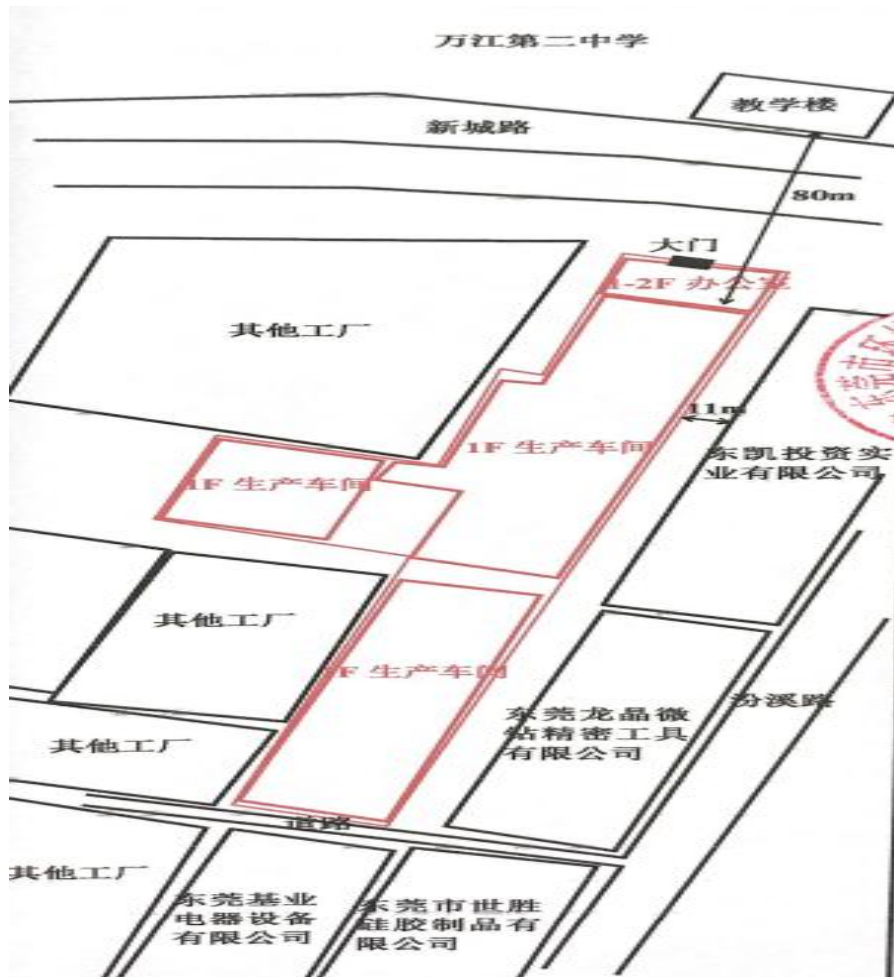 万江第二中学
教学楼
新城路
80m
大门
1-2F 办公室
其他工厂
11m
1F 生产车间
东凯投资实
业有限公司
1F 生产车间
其他工厂
1F 生产车间
汾溪路
东莞龙晶微
钻精密工具
有限公司
其他工厂
道路
其他工厂
东莞基业
电器设备
有限公司
东莞市世胜
硅胶制品有
限公司